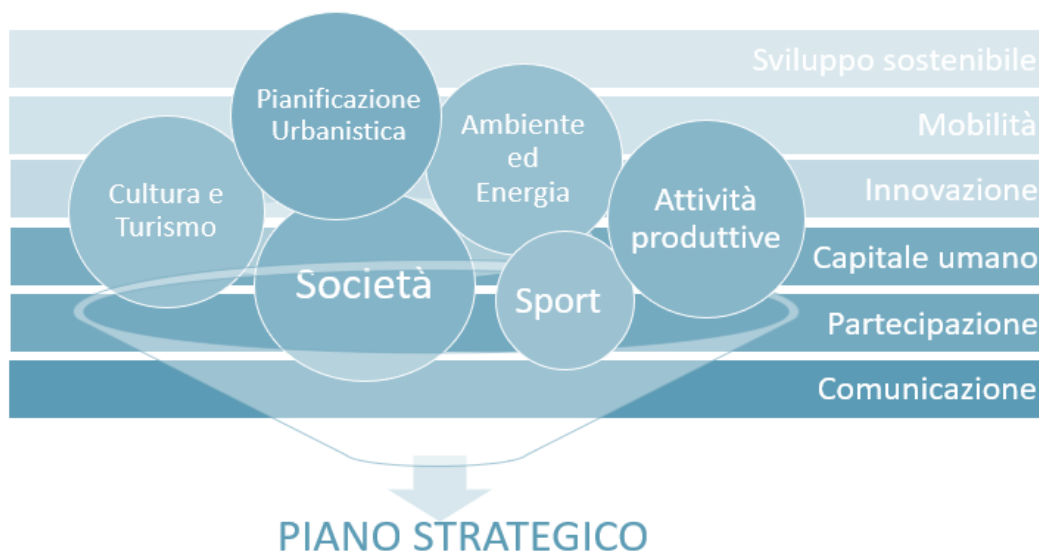 Sviluppo sostenibile
Mobilità
Innovazione
Capitale umano
Partecipazione
Comunicazione
Pianificazione
Urbanistica
Ambiente
ed
Energia
Cultura e
Turismo
Attività
produttive
Società
Sport
PIANO STRATEGICO